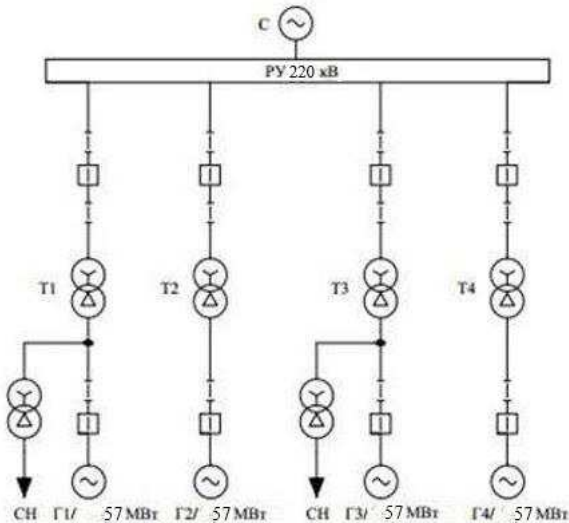 С
РУ 220 кВ
Т1 Т2 Т3 Т4
СН Г1/ 57 МВт Г2/ 57 МВт СН Г3/ 57 МВт Г4/ 57 МВт